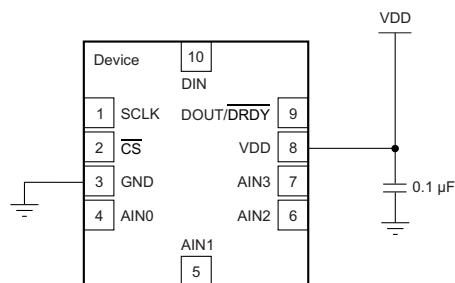 VDD
Device
10
DIN
1 SCLK DOUT/DRDY 9
2 CS VDD 8
3 GND AIN3 7
0.1 µF
4 AIN0 AIN2 6
AIN1
5